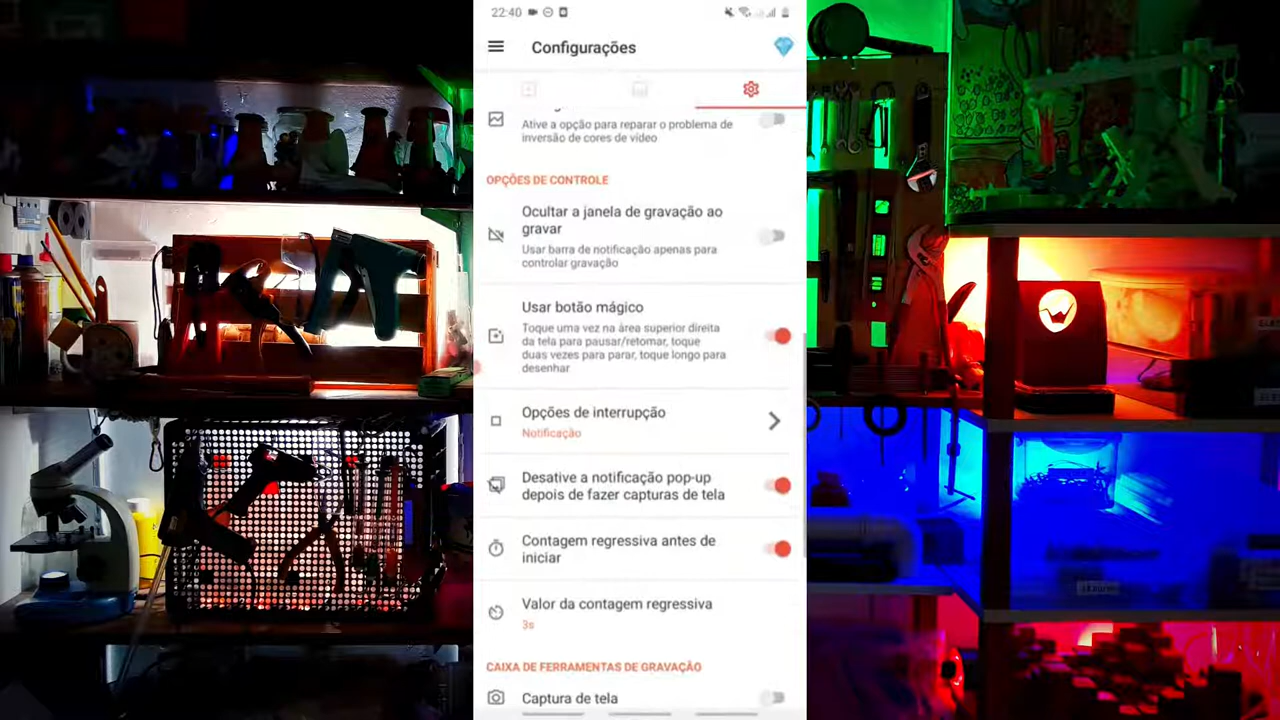 22:40
Configurações
Ative a opção para reparar o problema de
inversão de cores de vídeo
OPÇÕES DE CONTROLE
Ocultar a janela de gravação ao
gravar
Usar barra de notificação apenas para
controlar gravação
Usar botão mágico
Toque uma vez na área superior direita
da tela para pausar/retomar, toque
duas vezes para parar, toque longo para
desenhar
Opções de interrupção
Notificação
Desative a notificação pop-up
depois de fazer capturas de tela
Contagem regressiva antes de
iniciar
Valor da contagem regressiva
3s
CAIXA DE FERRAMENTAS DE GRAVAÇÃO
Captura de tela